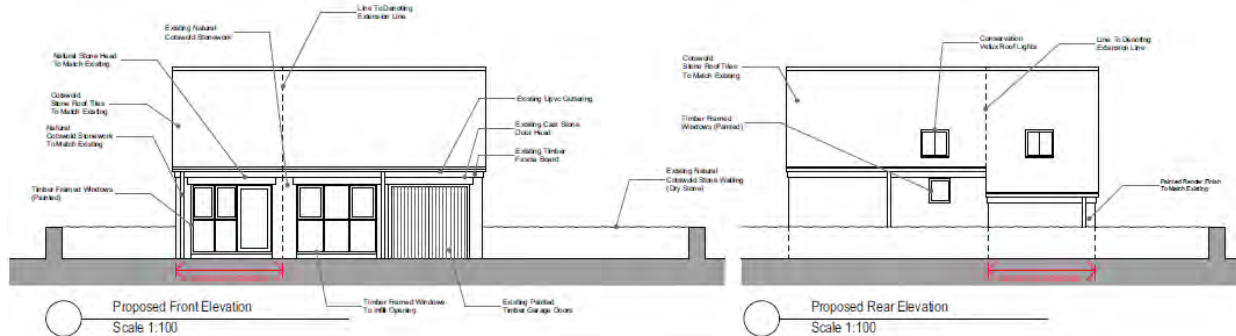 Line To Denoting
Extension Line
Existing Natural
Cotswold Stonework
Natural Stone Head
To Match Existing
Cotswold
Stone Roof Tiles
To Match Existing
Natural
Cotswold Stonework
To Match Existing
Timber Framed Windows
(Painted)
Existing Upvc Guttering
Existing Cast Stone
Door Head
Existing Timber
Fascia Board
Existing Natural
Cotswold Stone Walling
(Dry Stone)
Timber Framed Windows
To Infill Opening
Existing Painted
Timber Garage Doors
Proposed Front Elevation
Scale 1:100
Conservation
Velux Roof Lights
Line To Denoting
Extension Line
Cotswold
Stone Roof Tiles
To Match Existing
Timber Framed
Windows (Painted)
Painted Render Finish
To Match Existing
Proposed Rear Elevation
Scale 1:100